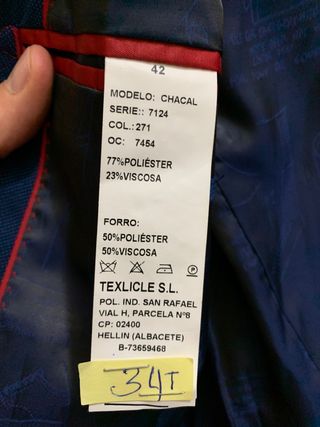 42
MODELO: CHACAL
SERIE:: 7124
COL.:271
OC: 7454
77%POLIÉSTER
23%VISCOSA
FORRO:
50%POLIÉSTER
50%VISCOSA
TEXLICLE S.L.
POL. IND. SAN RAFAEL
VIAL H, PARCELA Nº8
CP: 02400
HELLIN (ALBACETE)
B-73659468
34T